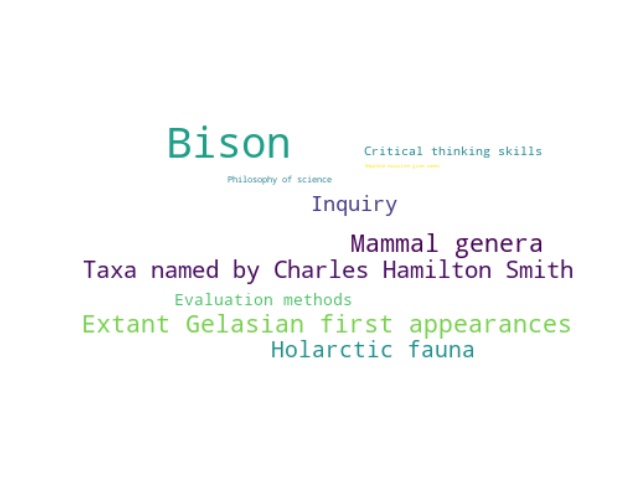 Bison
Critical thinking skills
Philosophy of science
Inquiry
Mammal genera
Taxa named by Charles Hamilton Smith
Evaluation methods
Extant Gelasian first appearances
Holarctic fauna